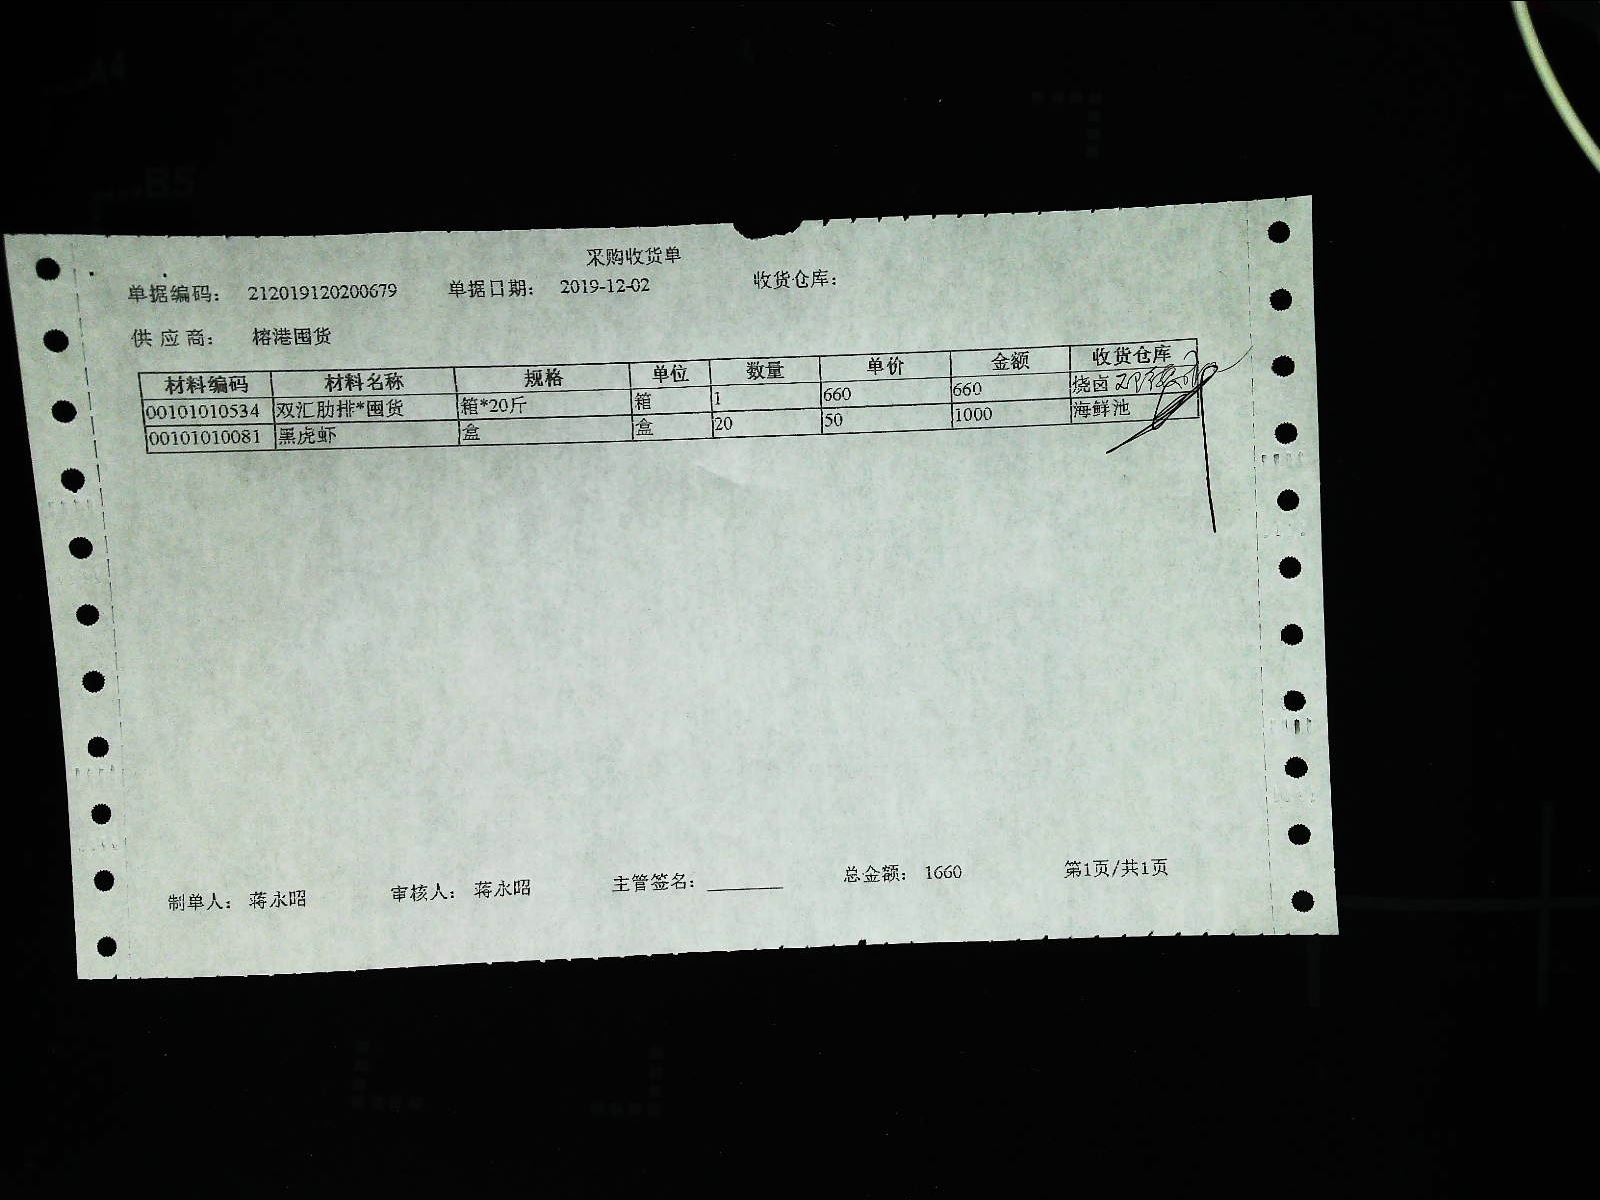 采购收货单
单据编码： 212019120200679 单据日期： 2019-12-02 收货仓库：
供 应 商： 榕港囤货
材料编码 材料名称 规格 单位 数量 单价 金额 收货仓库
00101010534 双汇肋排*囤货 箱*20斤 箱 1 660 660 烧卤
00101010081 黑虎虾 盒 盒 20 50 1000 海鲜池
制单人： 蒋永昭 审核人： 蒋永昭 主管签名： 总金额： 1660 第1页/共1页
A4
B5